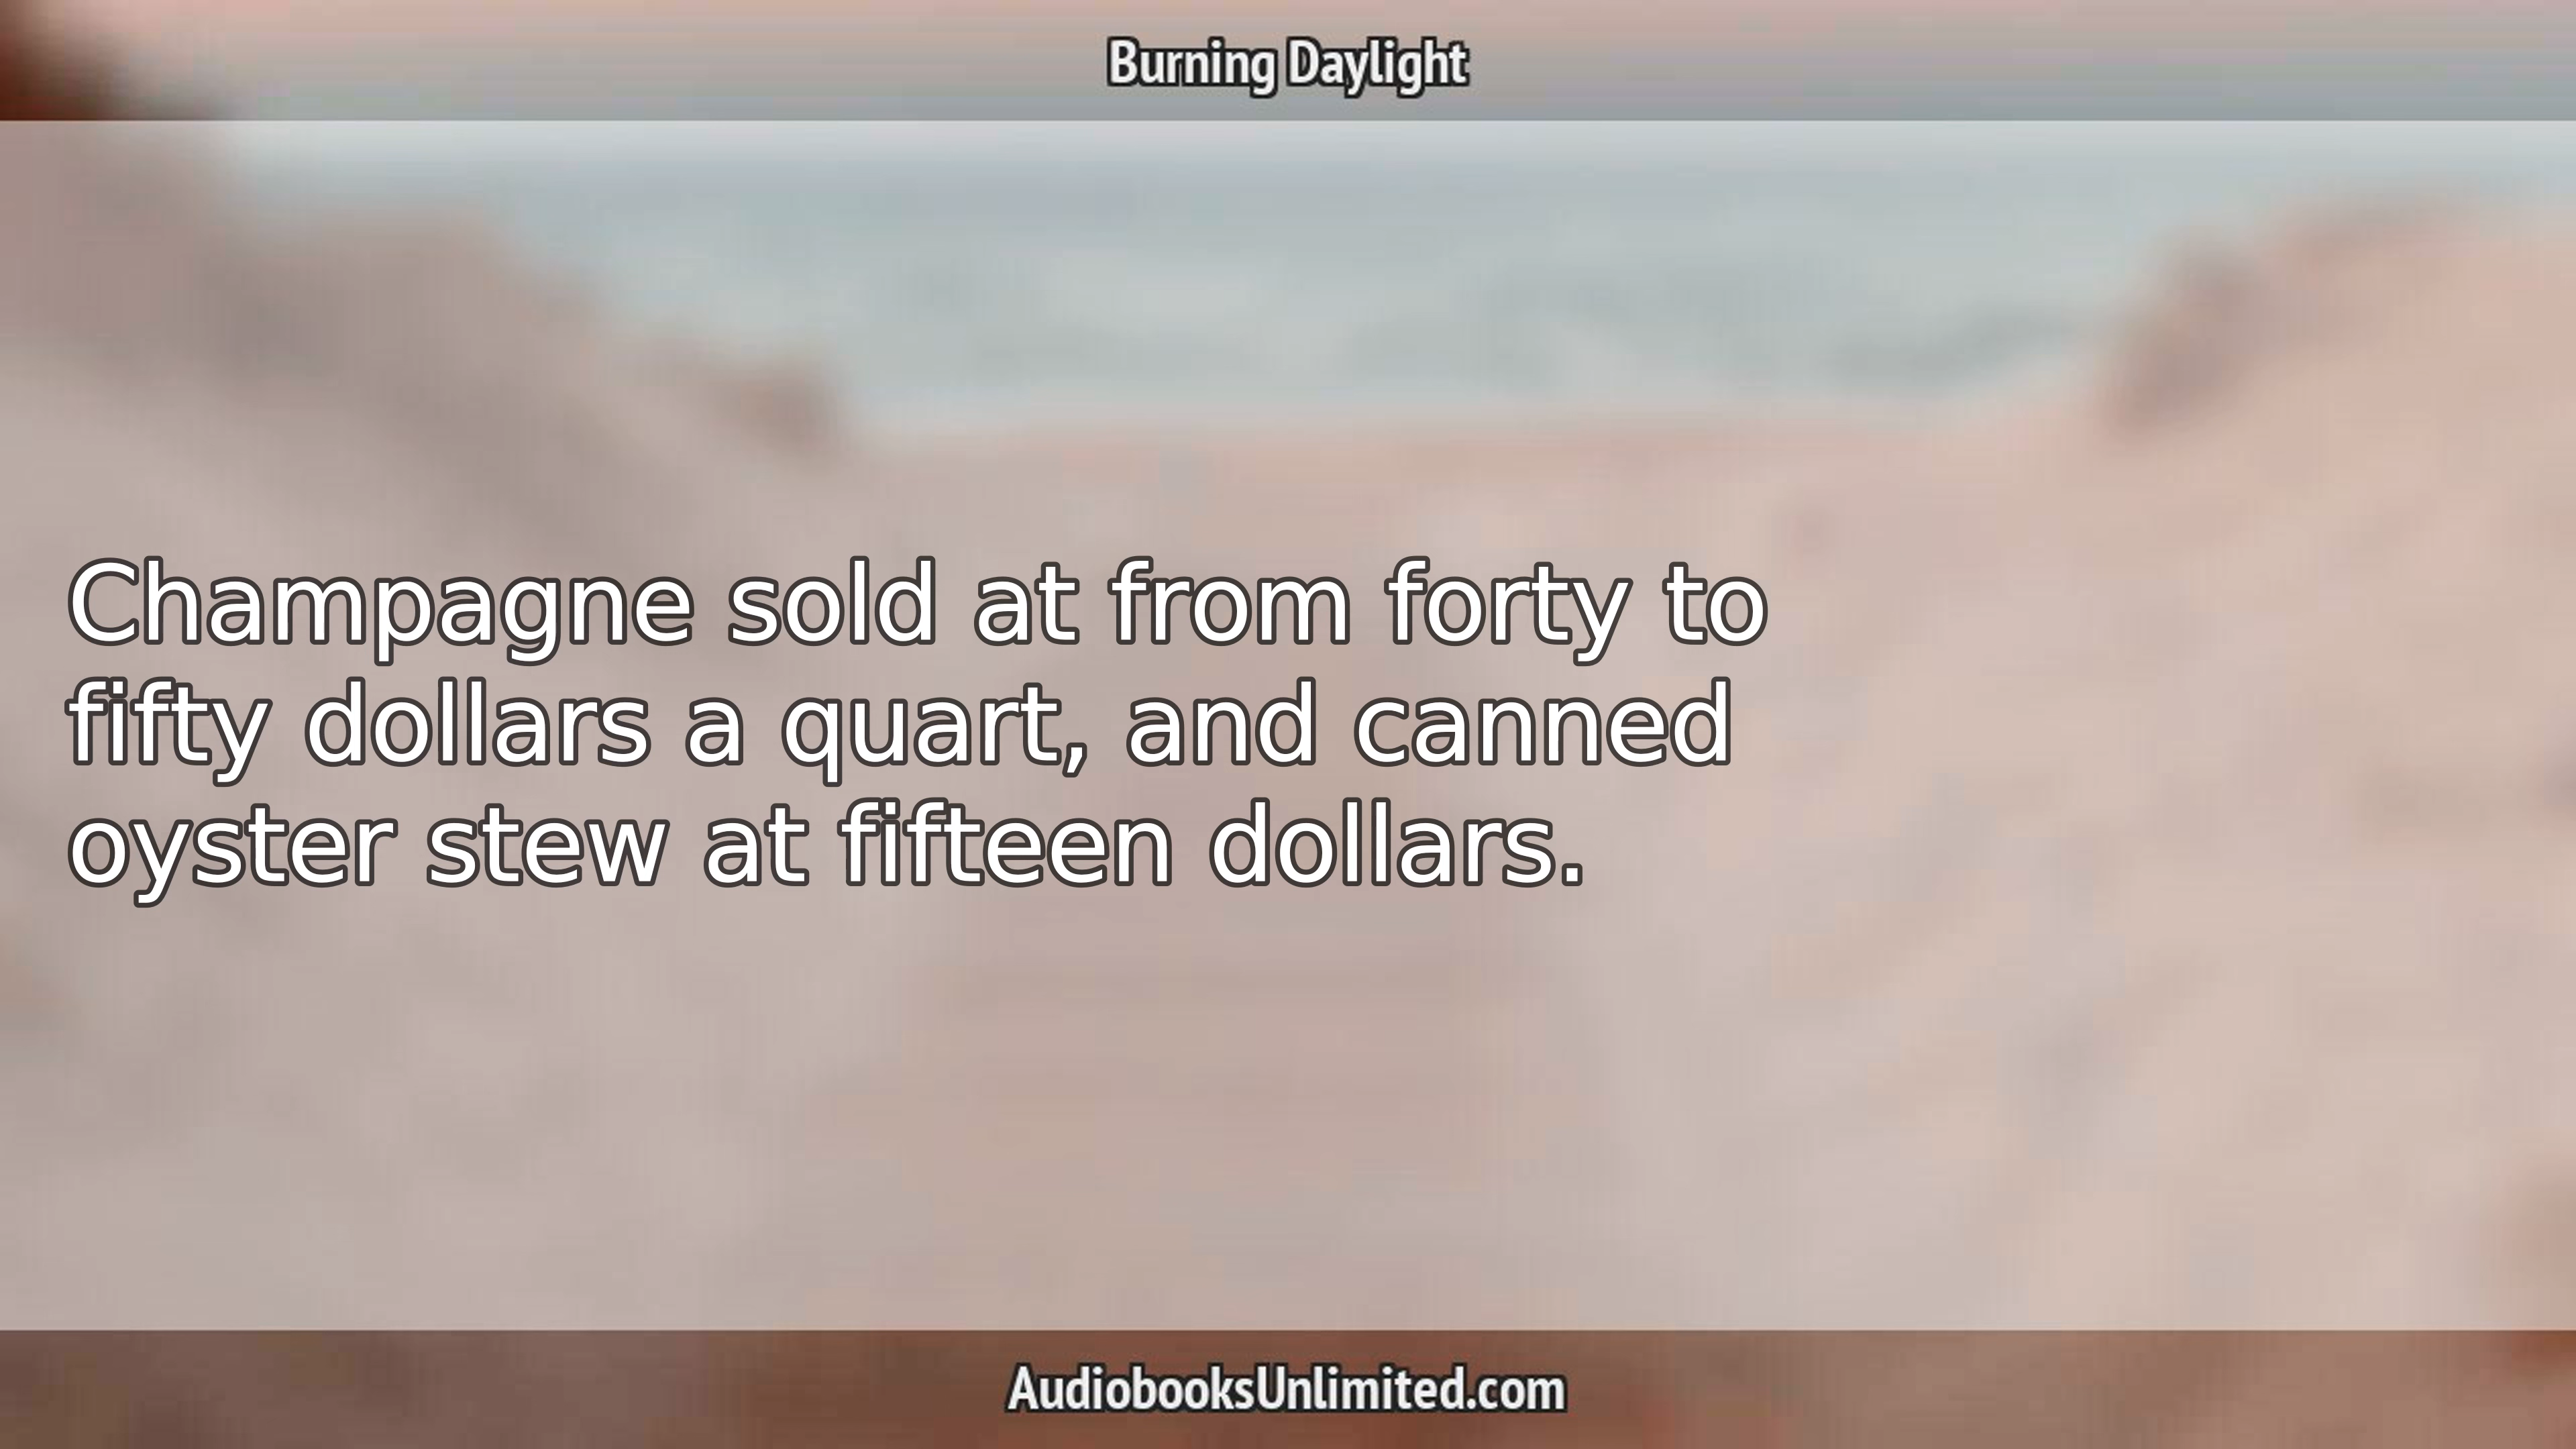 Burning Daylight
Champagne sold at from forty to
fifty dollars a quart, and canned
oyster stew at fifteen dollars.
AudiobooksUnlimited.com